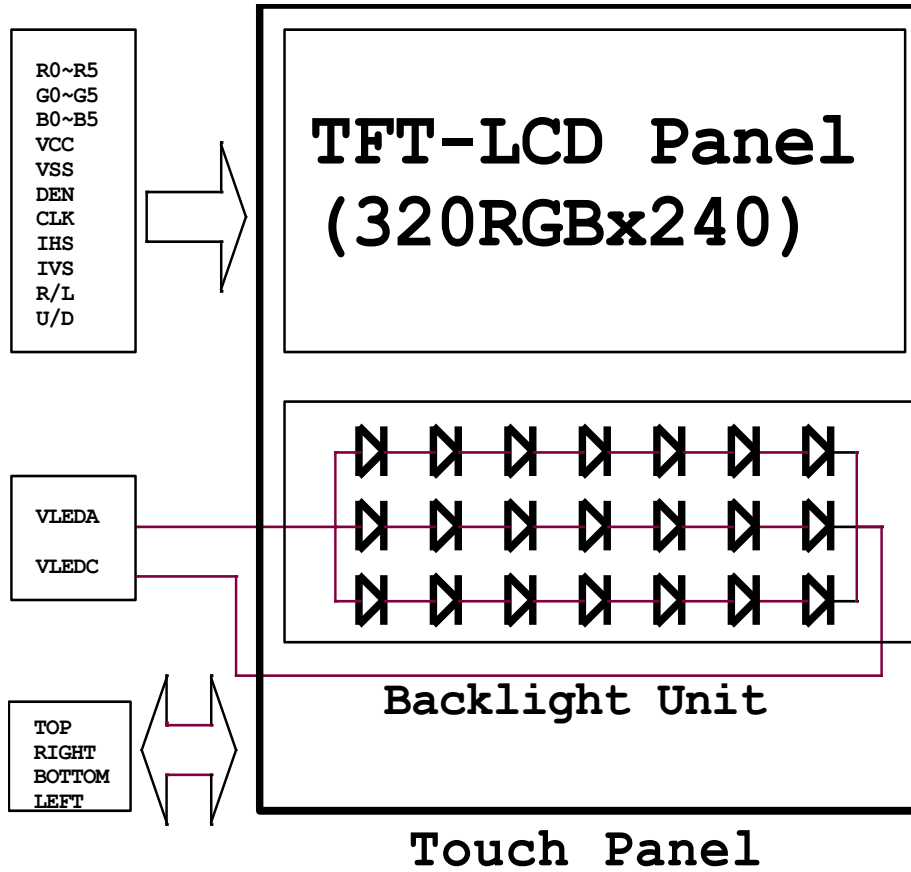 R0~R5
G0~G5
B0~B5
VCC
VSS
DEN
CLK
IHS
IVS
R/L
U/D
TFT-LCD Panel
(320RGBx240)
VLEDA
VLEDC
Backlight Unit
TOP
RIGHT
BOTTOM
LEFT
Touch Panel